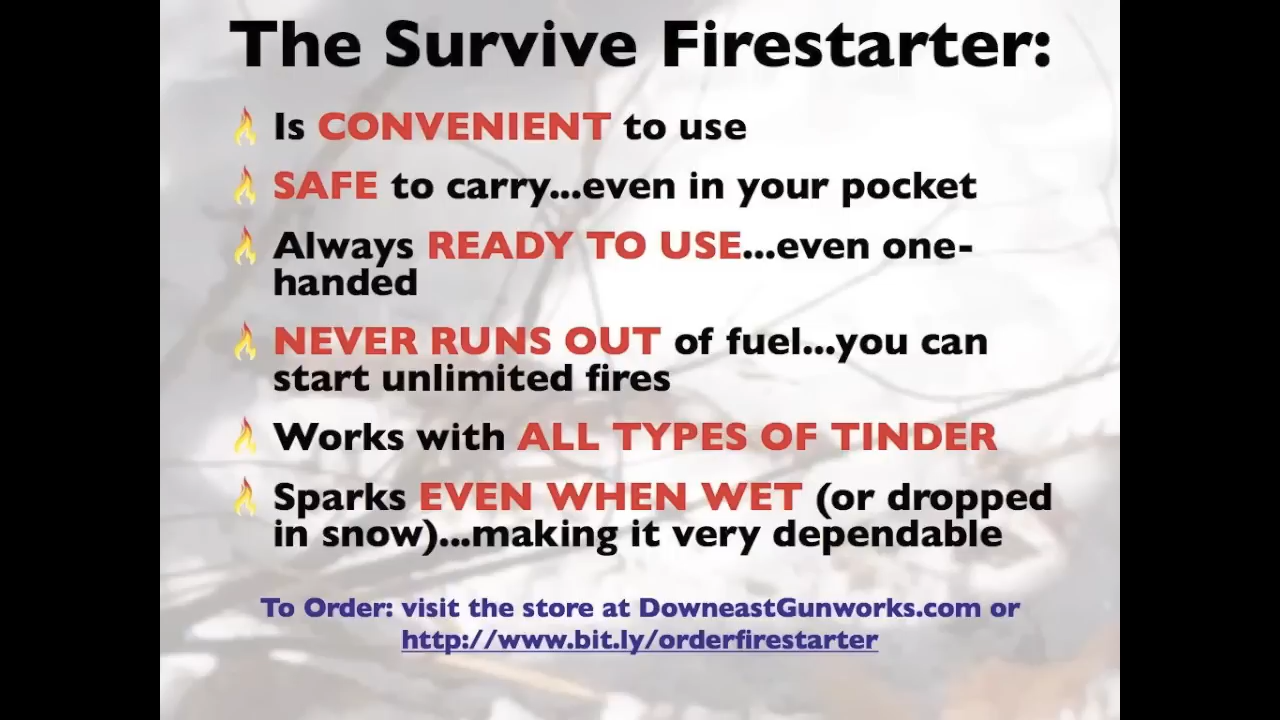 The Survive Firestarter:
Is CONVENIENT to use
SAFE to carry...even in your pocket
Always READY TO USE...even one-
handed
NEVER RUNS OUT of fuel...you can
start unlimited fires
Works with ALL TYPES OF TINDER
Sparks EVEN WHEN WET (or dropped
in snow)...making it very dependable
To Order: visit the store at DowneastGunworks.com or
http://www.bit.ly/orderfirestarter